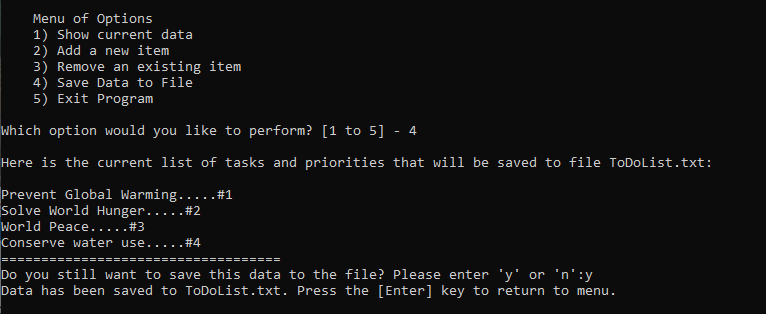 Menu of Options
1) Show current data
2) Add a new item
3) Remove an existing item
4) Save Data to File
5) Exit Program
Which option would you like to perform? [1 to 5] - 4
Here is the current list of tasks and priorities that will be saved to file ToDoList.txt:
Prevent Global Warming.....#1
Solve World Hunger.....#2
World Peace.....#3
Conserve water use.....#4
===================================
Do you still want to save this data to the file? Please enter 'y' or 'n':y
Data has been saved to ToDoList.txt. Press the [Enter] key to return to menu.